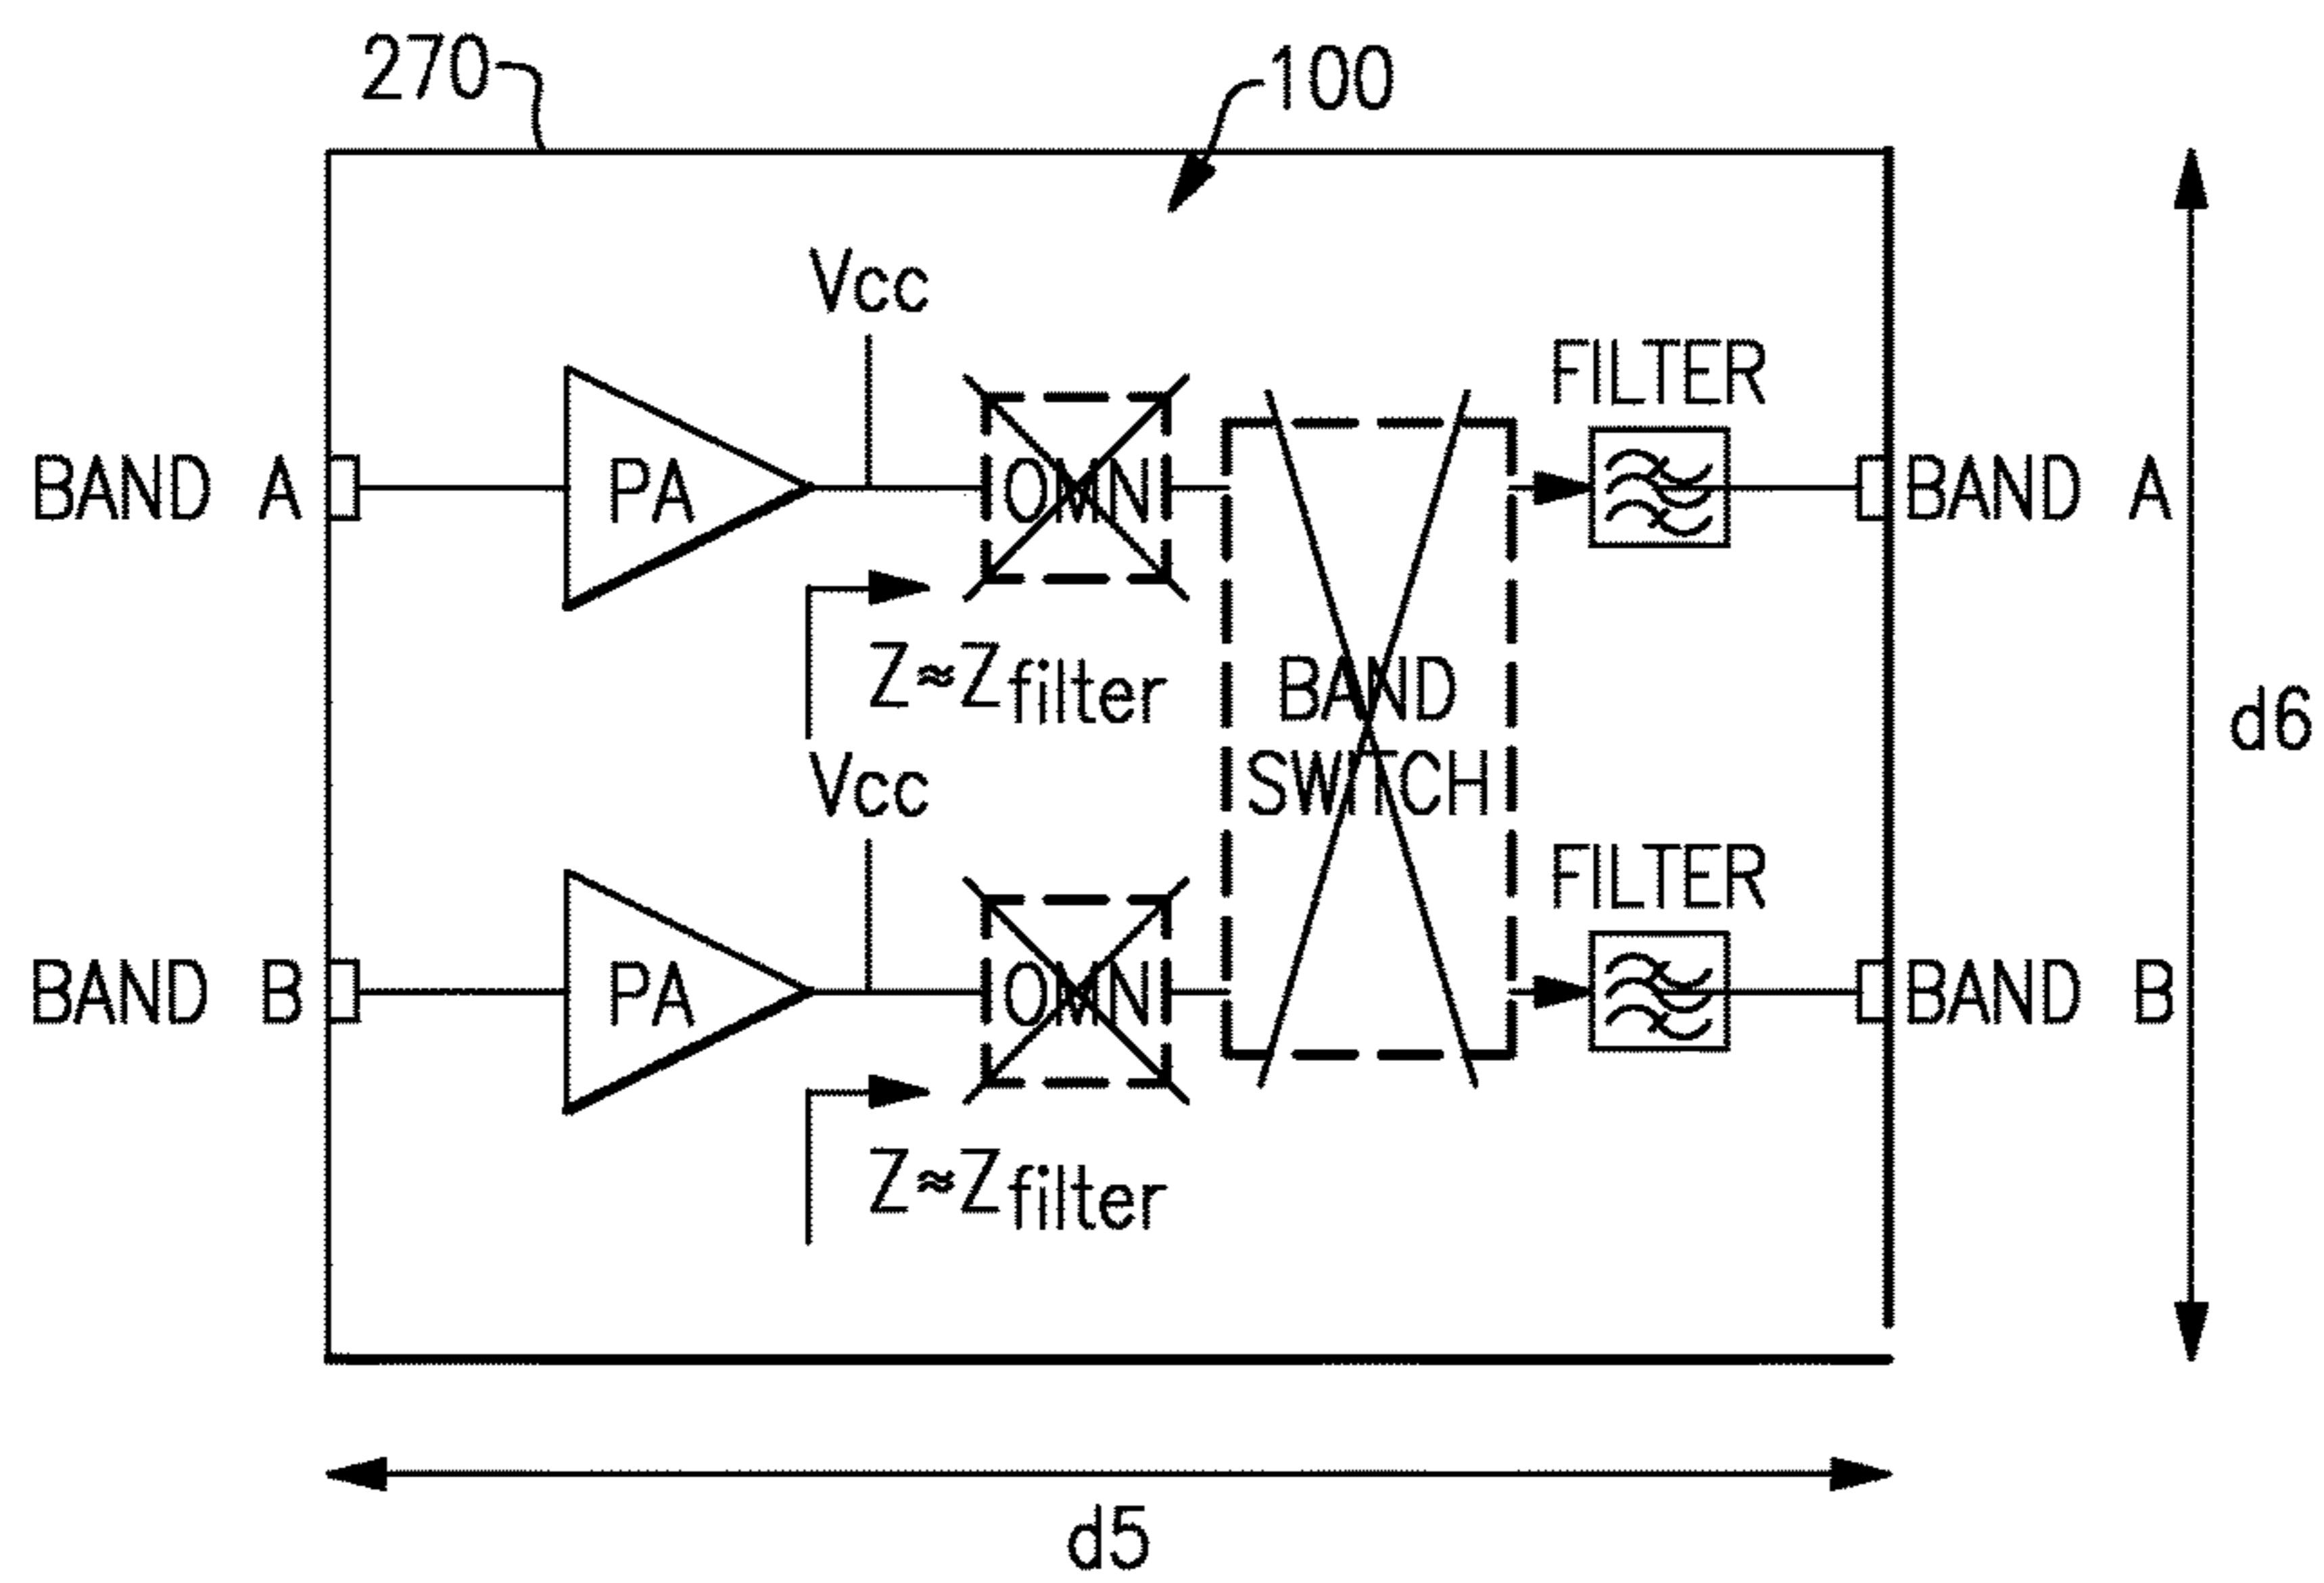 270
100
Vcc
FILTER
BAND A
PA
OMN
BAND A
Z≈Zfilter
BAND
SWITCH
d6
Vcc
FILTER
BAND B
PA
OMN
BAND B
Z≈Zfilter
d5